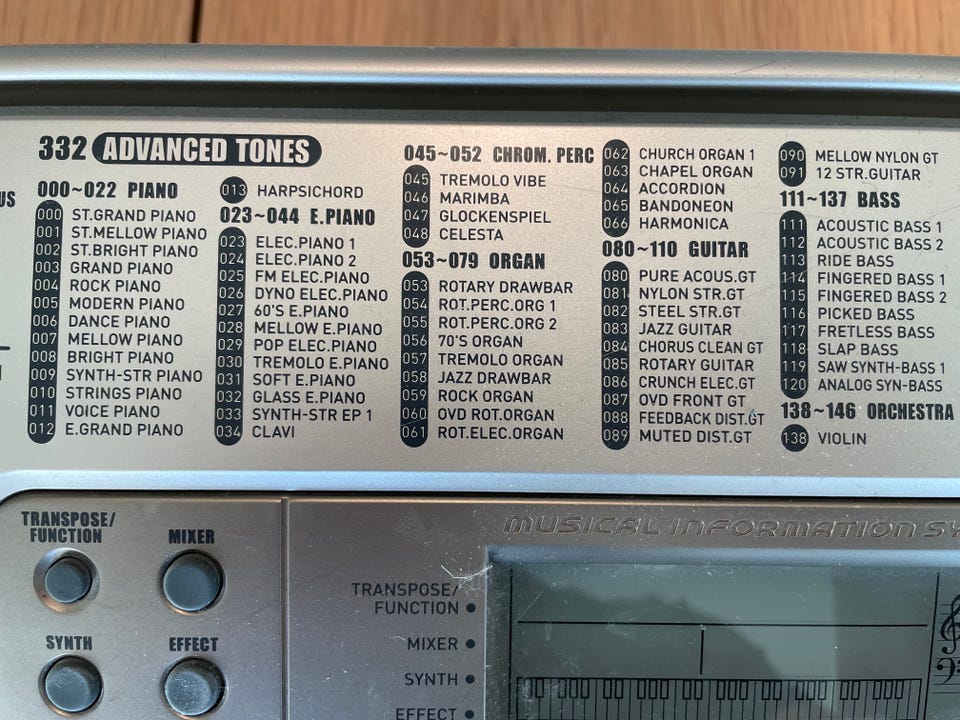 332 ADVANCED TONES
000~022 PIANO
000 ST.GRAND PIANO
001 ST.MELLOW PIANO
002 ST.BRIGHT PIANO
003 GRAND PIANO
004 ROCK PIANO
005 MODERN PIANO
006 DANCE PIANO
007 MELLOW PIANO
008 BRIGHT PIANO
009 SYNTH-STR PIANO
010 STRINGS PIANO
011 VOICE PIANO
012 E.GRAND PIANO
013 HARPSICHORD
023~044 E.PIANO
023 ELEC.PIANO 1
024 ELEC.PIANO 2
025 FM ELEC.PIANO
026 DYNO ELEC.PIANO
027 60'S E.PIANO
028 MELLOW E.PIANO
029 POP ELEC.PIANO
030 TREMOLO E.PIANO
031 SOFT E.PIANO
032 GLASS E.PIANO
033 SYNTH-STR EP 1
034 CLAVI
045~052 CHROM. PERC
045 TREMOLO VIBE
046 MARIMBA
047 GLOCKENSPIEL
048 CELESTA
053~079 ORGAN
053 ROTARY DRAWBAR
054 ROT.PERC.ORG 1
055 ROT.PERC.ORG 2
056 70'S ORGAN
057 TREMOLO ORGAN
058 JAZZ DRAWBAR
059 ROCK ORGAN
060 OVD ROT.ORGAN
061 ROT.ELEC.ORGAN
062 CHURCH ORGAN 1
063 CHAPEL ORGAN
064 ACCORDION
065 BANDONEON
066 HARMONICA
080~110 GUITAR
080 PURE ACOUS.GT
081 NYLON STR.GT
082 STEEL STR.GT
083 JAZZ GUITAR
084 CHORUS CLEAN GT
085 ROTARY GUITAR
086 CRUNCH ELEC.GT
087 OVD FRONT GT
088 FEEDBACK DIST.GT
089 MUTED DIST.GT
090 MELLOW NYLON GT
091 12 STR.GUITAR
111~137 BASS
111 ACOUSTIC BASS 1
112 ACOUSTIC BASS 2
113 RIDE BASS
114 FINGERED BASS 1
115 FINGERED BASS 2
116 PICKED BASS
117 FRETLESS BASS
118 SLAP BASS
119 SAW SYNTH-BASS 1
120 ANALOG SYN-BASS
138~146 ORCHESTRA
138 VIOLIN
US
TRANSPOSE/
FUNCTION
MIXER
SYNTH
EFFECT
MUSICAL INFORMATION SY
TRANSPOSE/
FUNCTION
MIXER
SYNTH
EFFECT